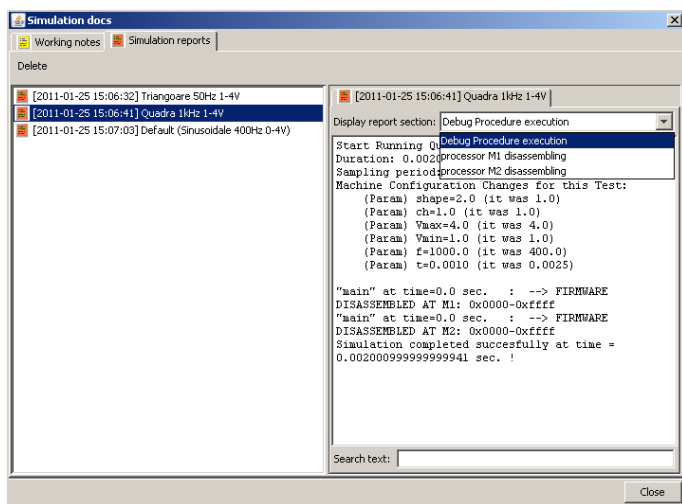 Simulation docs
Working notes
Simulation reports
Delete
[2011-01-25 15:06:32] Triangoare 50Hz 1-4V
[2011-01-25 15:06:41] Quadra 1kHz 1-4V
[2011-01-25 15:07:03] Default (Sinusoidale 400Hz 0-4V)
[2011-01-25 15:06:41] Quadra 1kHz 1-4V
Display report section: Debug Procedure execution
Debug Procedure execution
processor M1 disassembling
processor M2 disassembling
Start Running Qu
Duration: 0.0020
Sampling period:
Machine Configuration Changes for this Test:
(Param) shape=2.0 (it was 1.0)
(Param) ch=1.0 (it was 1.0)
(Param) Vmax=4.0 (it was 4.0)
(Param) Vmin=1.0 (it was 1.0)
(Param) f=1000.0 (it was 400.0)
(Param) t=0.0010 (it was 0.0025)
"main" at time=0.0 sec. : --> FIRMWARE
DISASSEMBLED AT M1: 0x0000-0xffff
"main" at time=0.0 sec. : --> FIRMWARE
DISASSEMBLED AT M2: 0x0000-0xffff
Simulation completed succesfully at time =
0.002000999999999941 sec. !
Search text:
Close